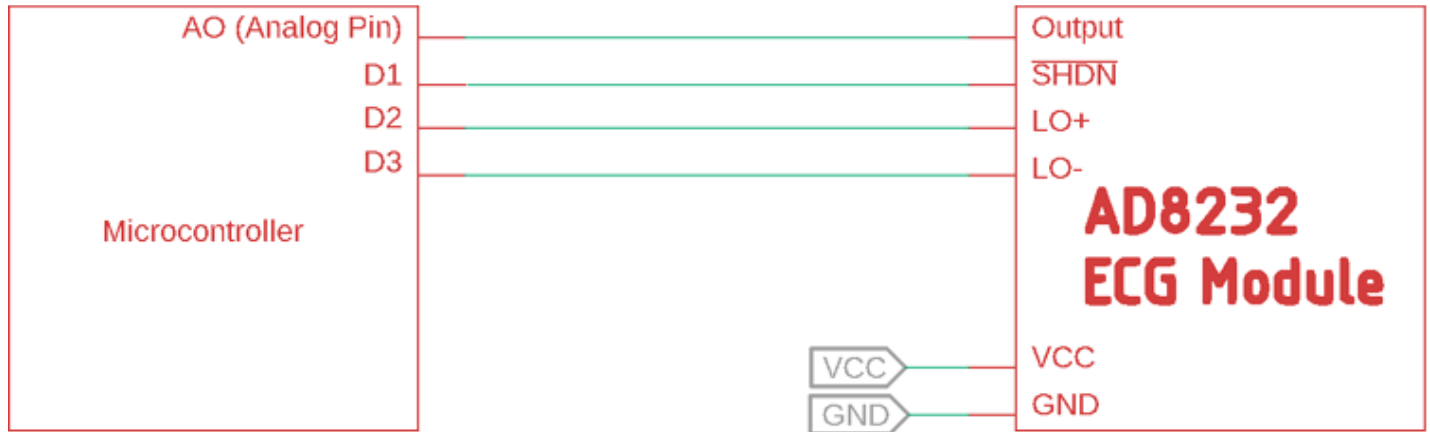 AO (Analog Pin)
D1
D2
D3
Microcontroller
Output
SHDN
LO+
LO-
AD8232
ECG Module
VCC
VCC
GND
GND